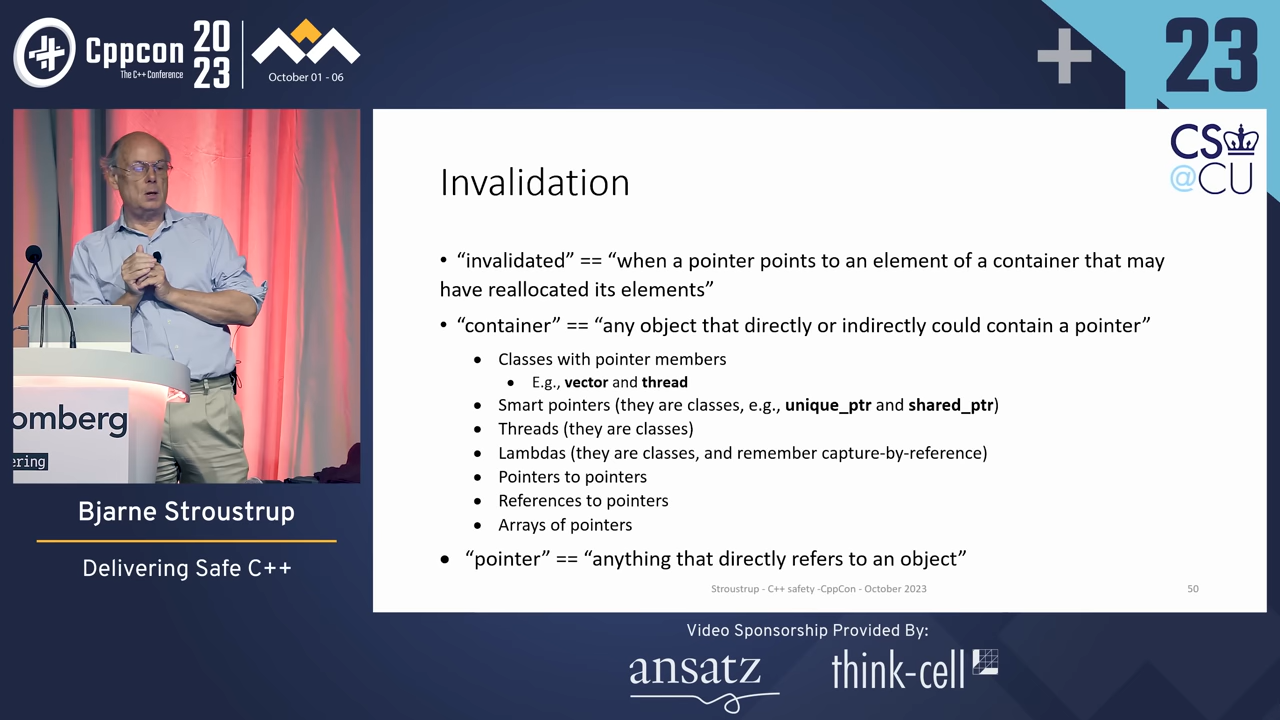 Cppcon
The C++ Conference
20
23
October 01 - 06
23
CS
@CU
Invalidation
• “invalidated” == “when a pointer points to an element of a container that may
have reallocated its elements”
• “container” == “any object that directly or indirectly could contain a pointer”
• Classes with pointer members
• E.g., vector and thread
• Smart pointers (they are classes, e.g., unique_ptr and shared_ptr)
• Threads (they are classes)
• Lambdas (they are classes, and remember capture-by-reference)
• Pointers to pointers
• References to pointers
• Arrays of pointers
• “pointer” == “anything that directly refers to an object”
Stroustrup - C++ safety -CppCon - October 2023
50
omberg
ering
Bjarne Stroustrup
Delivering Safe C++
Video Sponsorship Provided By:
ansatz
think-cell